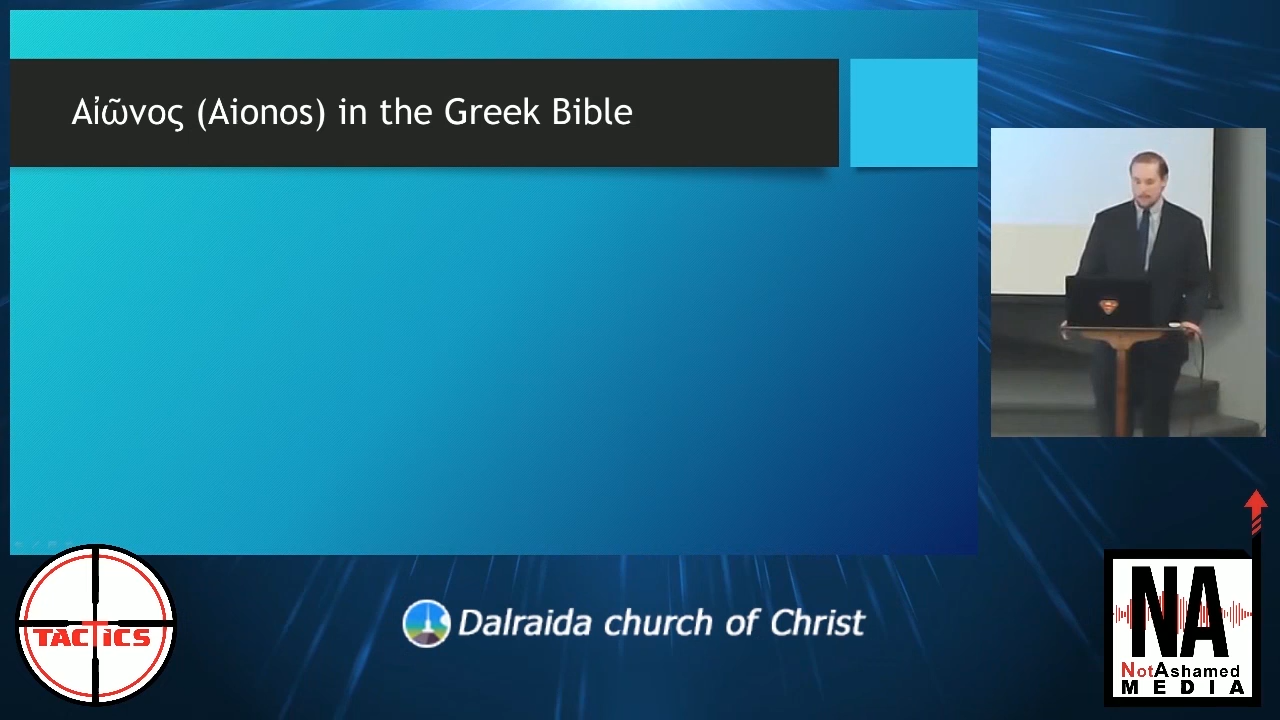 Αἰῶνος (Aionos) in the Greek Bible
TACTiCS
Dalraida church of Christ
NA
NotAshamed
MEDIA